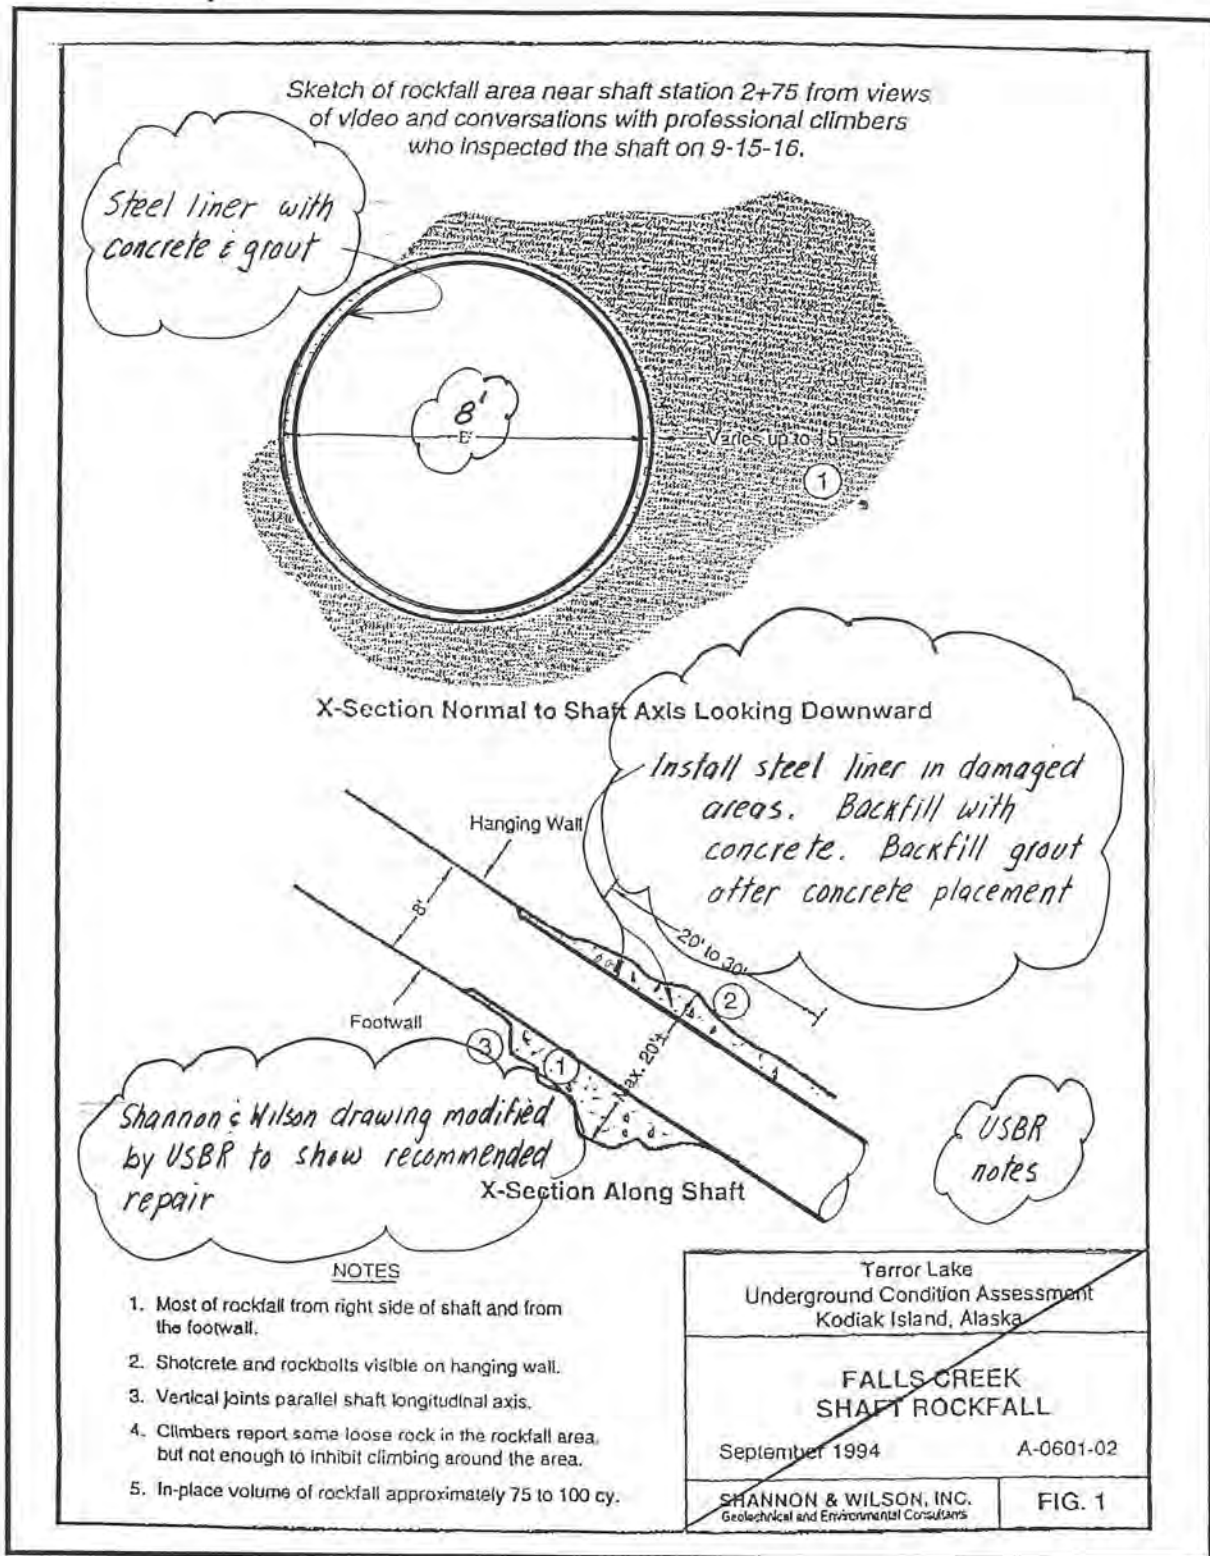 Sketch of rockfall area near shaft station 2+75 from views
of video and conversations with professional climbers
who inspected the shaft on 9-15-16.
Steel liner with
concrete & grout
8'
Varies up to 15'
1
X-Section Normal to Shaft Axis Looking Downward
Install steel liner in damaged
areas. Backfill with
concrete. Backfill grout
after concrete placement
Hanging Wall
8'
20' to 30'
2
Footwall
3
1
Max. 20'±
Shannon & Wilson drawing modified
by USBR to show recommended
repair
USBR
notes
X-Section Along Shaft
NOTES
1. Most of rockfall from right side of shaft and from
the footwall.
2. Shotcrete and rockbolts visible on hanging wall.
3. Vertical joints parallel shaft longitudinal axis.
4. Climbers report some loose rock in the rockfall area,
but not enough to inhibit climbing around the area.
5. In-place volume of rockfall approximately 75 to 100 cy.
Terror Lake
Underground Condition Assessment
Kodiak Island, Alaska
FALLS CREEK
SHAFT ROCKFALL
September 1994 A-0601-02
SHANNON & WILSON, INC.
Geotechnical and Environmental Consultants
FIG. 1